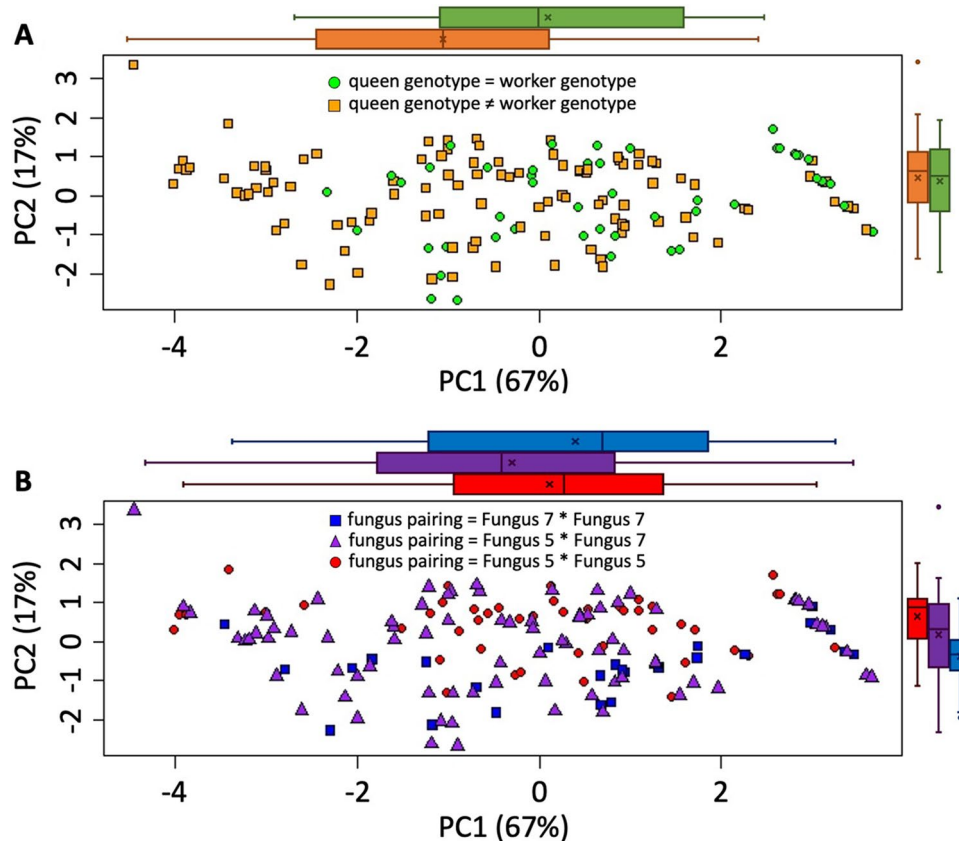 A
queen genotype = worker genotype
queen genotype ≠ worker genotype
PC2 (17%)
3
2
1
0
-1
-2
-4
-2
0
2
PC1 (67%)
B
fungus pairing = Fungus 7 * Fungus 7
fungus pairing = Fungus 5 * Fungus 7
fungus pairing = Fungus 5 * Fungus 5
PC2 (17%)
3
2
1
0
-1
-2
-4
-2
0
2
PC1 (67%)